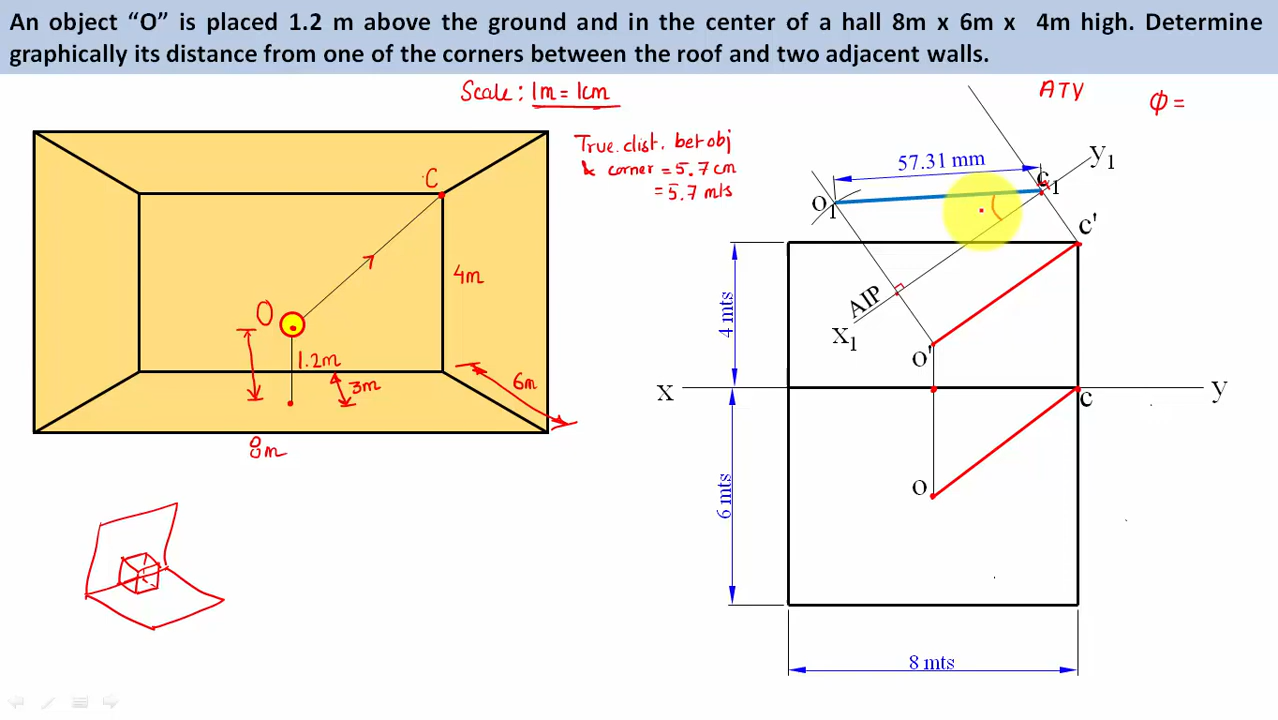 An object “O” is placed 1.2 m above the ground and in the center of a hall 8m x 6m x 4m high. Determine
graphically its distance from one of the corners between the roof and two adjacent walls.
Scale: 1m = 1cm
ATV
φ =
True. dist. bet obj
& corner = 5.7 cm
= 5.7 mts
C
O
4m
1.2m
3m
6m
8m
57.31 mm
y1
o1
c1
c'
AIP
x1
4 mts
o'
x
y
c
o
6 mts
8 mts